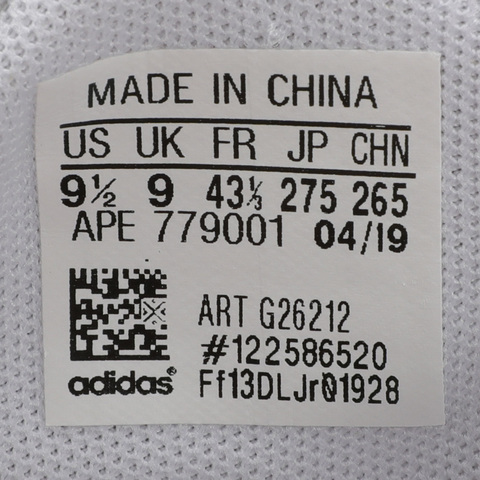 MADE IN CHINA
US UK FR JP CHN
9½ 9 43⅓ 275 265
APE 779001 04/19
ART G26212
#122586520
adidas® Ff13DLJr01928